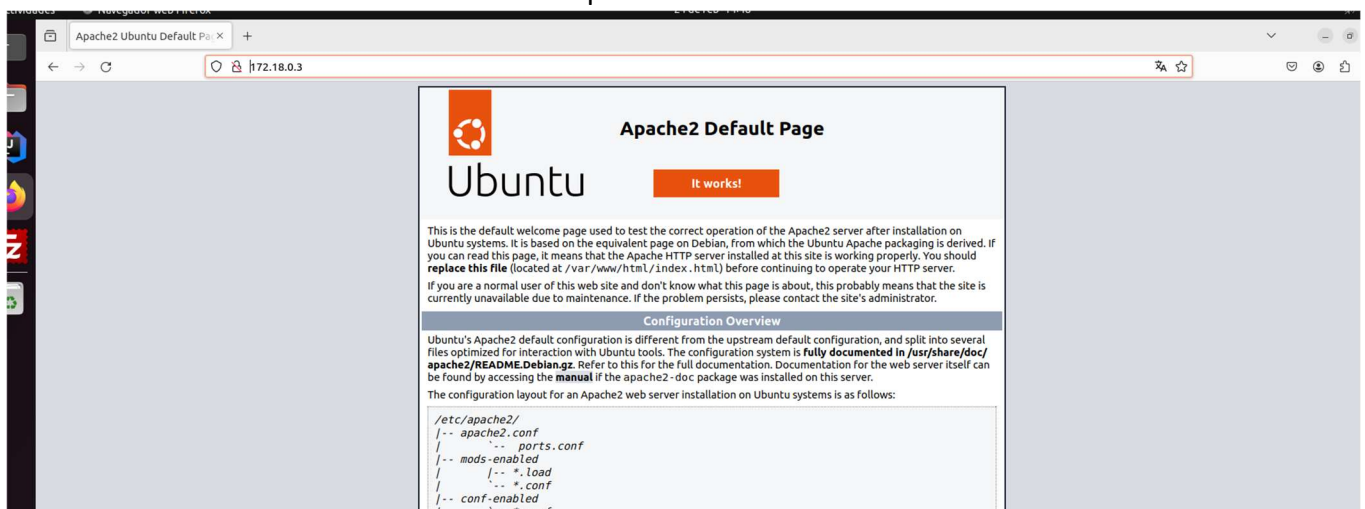 Apache2 Ubuntu Default Pa
172.18.0.3
Apache2 Default Page
Ubuntu
It works!
This is the default welcome page used to test the correct operation of the Apache2 server after installation on
Ubuntu systems. It is based on the equivalent page on Debian, from which the Ubuntu Apache packaging is derived. If
you can read this page, it means that the Apache HTTP server installed at this site is working properly. You should
replace this file (located at /var/www/html/index.html) before continuing to operate your HTTP server.
If you are a normal user of this web site and don't know what this page is about, this probably means that the site is
currently unavailable due to maintenance. If the problem persists, please contact the site's administrator.
Configuration Overview
Ubuntu's Apache2 default configuration is different from the upstream default configuration, and split into several
files optimized for interaction with Ubuntu tools. The configuration system is fully documented in /usr/share/doc/
apache2/README.Debian.gz. Refer to this for the full documentation. Documentation for the web server itself can
be found by accessing the manual if the apache2-doc package was installed on this server.
The configuration layout for an Apache2 web server installation on Ubuntu systems is as follows:
/etc/apache2/
|-- apache2.conf
|       `--  ports.conf
|-- mods-enabled
|       |-- *.load
|       `-- *.conf
|-- conf-enabled